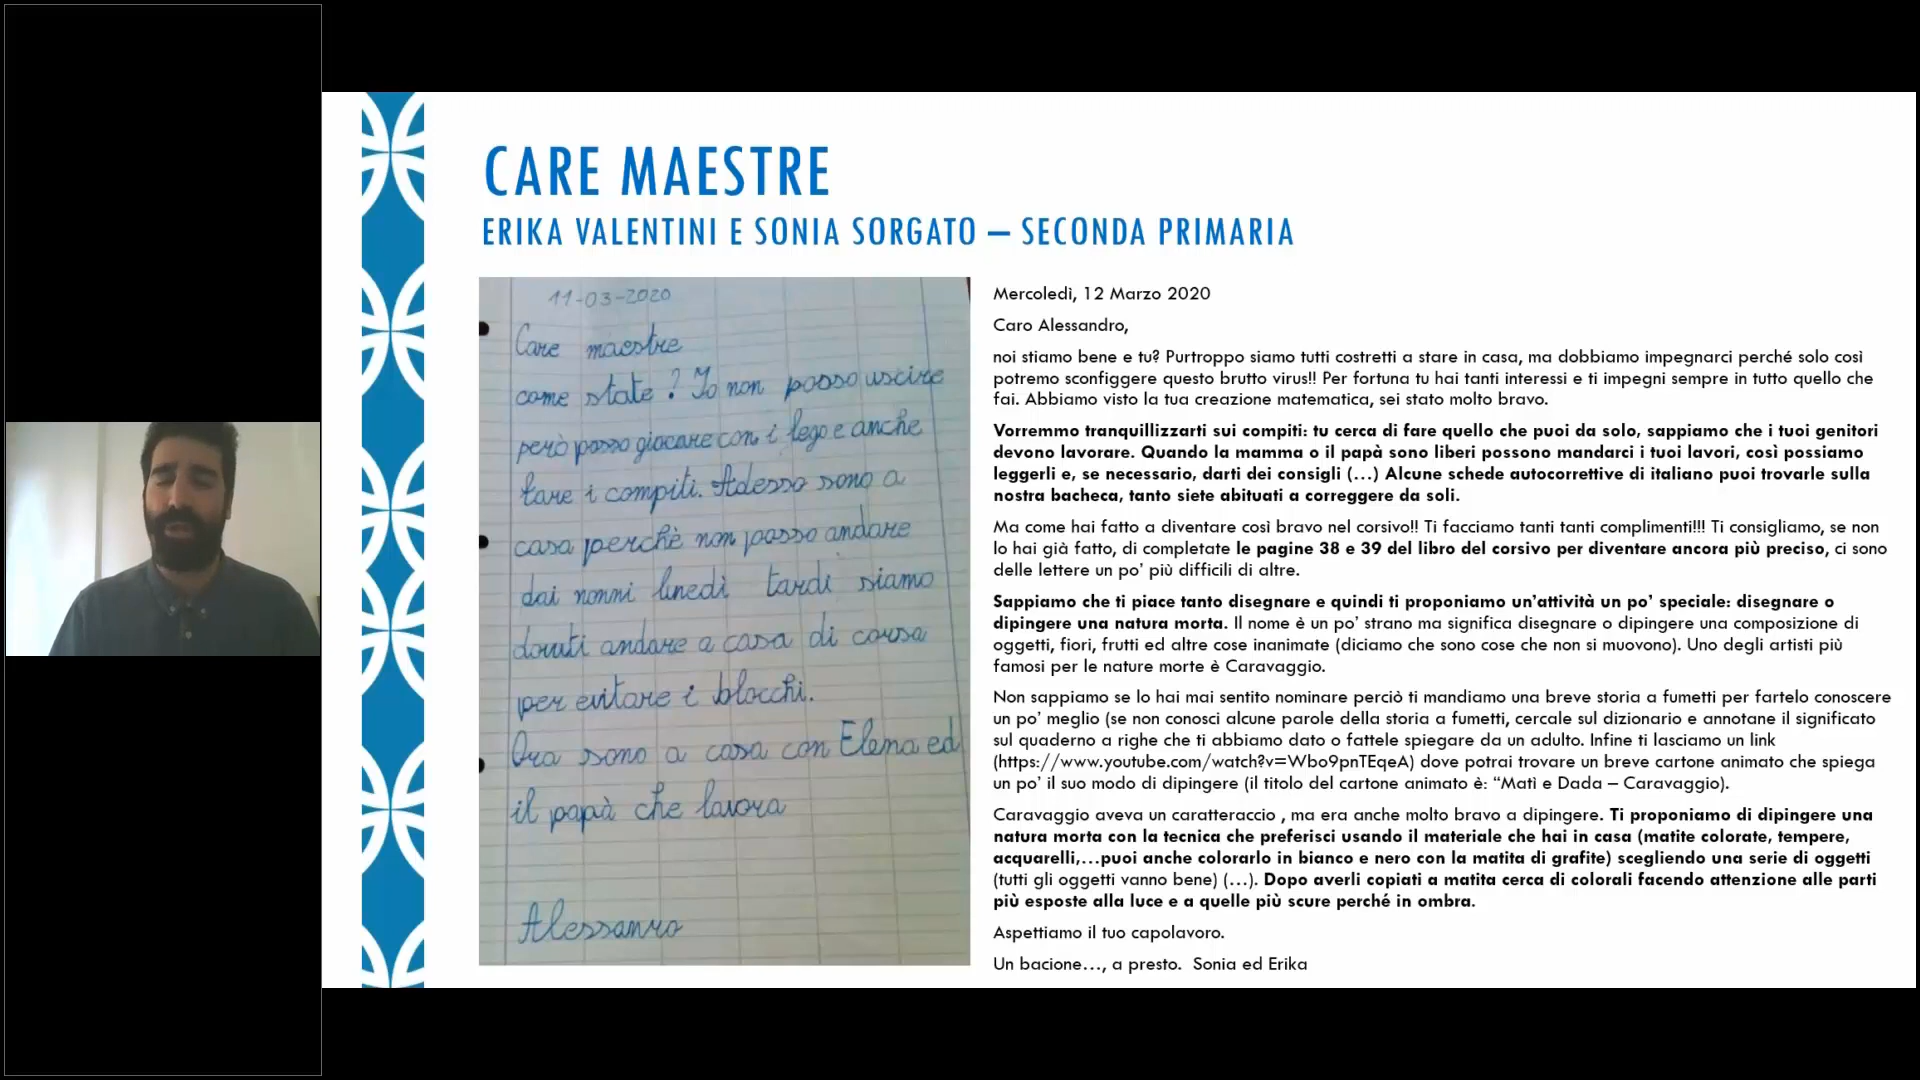 CARE MAESTRE
ERIKA VALENTINI E SONIA SORGATO – SECONDA PRIMARIA
11-03-2020
Care maestre
come state? Io non posso uscire
però posso giocare con i lego e anche
fare i compiti. Adesso sono a
casa perchè non posso andare
dai nonni lunedì tardi siamo
dovuti andare a casa di corsa
per evitare i blocchi.
Ora sono a casa con Elena ed
il papà che lavora
Alessanro
Mercoledì, 12 Marzo 2020
Caro Alessandro,
noi stiamo bene e tu? Purtroppo siamo tutti costretti a stare in casa, ma dobbiamo impegnarci perché solo così
potremo sconfiggere questo brutto virus!! Per fortuna tu hai tanti interessi e ti impegni sempre in tutto quello che
fai. Abbiamo visto la tua creazione matematica, sei stato molto bravo.
Vorremmo tranquillizzarti sui compiti: tu cerca di fare quello che puoi da solo, sappiamo che i tuoi genitori
devono lavorare. Quando la mamma o il papà sono liberi possono mandarci i tuoi lavori, così possiamo
leggerli e, se necessario, darti dei consigli (…) Alcune schede autocorrettive di italiano puoi trovarle sulla
nostra bacheca, tanto siete abituati a correggere da soli.
Ma come hai fatto a diventare così bravo nel corsivo!! Ti facciamo tanti tanti complimenti!!! Ti consigliamo, se non
lo hai già fatto, di completate le pagine 38 e 39 del libro del corsivo per diventare ancora più preciso, ci sono
delle lettere un po’ più difficili di altre.
Sappiamo che ti piace tanto disegnare e quindi ti proponiamo un’attività un po’ speciale: disegnare o
dipingere una natura morta. Il nome è un po’ strano ma significa disegnare o dipingere una composizione di
oggetti, fiori, frutti ed altre cose inanimate (diciamo che sono cose che non si muovono). Uno degli artisti più
famosi per le nature morte è Caravaggio.
Non sappiamo se lo hai mai sentito nominare perciò ti mandiamo una breve storia a fumetti per fartelo conoscere
un po’ meglio (se non conosci alcune parole della storia a fumetti, cercale sul dizionario e annotane il significato
sul quaderno a righe che ti abbiamo dato o fattele spiegare da un adulto. Infine ti lasciamo un link
(https://www.youtube.com/watch?v=Wbo9pnTEqeA) dove potrai trovare un breve cartone animato che spiega
un po’ il suo modo di dipingere (il titolo del cartone animato è: “Matì e Dada – Caravaggio).
Caravaggio aveva un caratteraccio , ma era anche molto bravo a dipingere. Ti proponiamo di dipingere una
natura morta con la tecnica che preferisci usando il materiale che hai in casa (matite colorate, tempere,
acquarelli,…puoi anche colorarlo in bianco e nero con la matita di grafite) scegliendo una serie di oggetti
(tutti gli oggetti vanno bene) (…). Dopo averli copiati a matita cerca di colorali facendo attenzione alle parti
più esposte alla luce e a quelle più scure perché in ombra.
Aspettiamo il tuo capolavoro.
Un bacione…, a presto. Sonia ed Erika